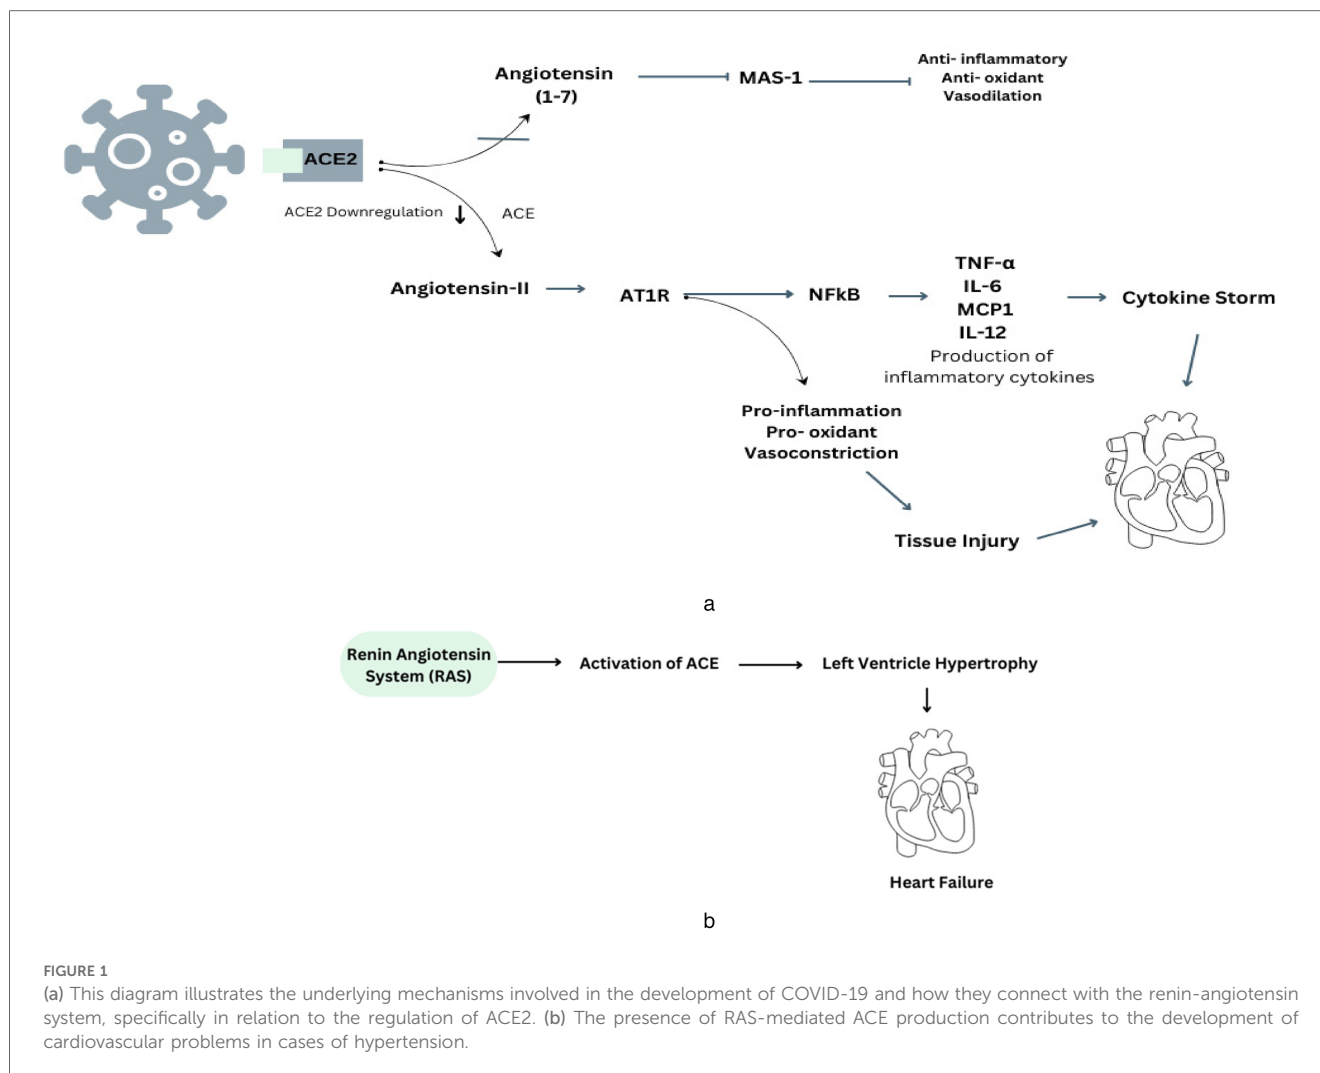 Angiotensin
(1-7)
MAS-1
Anti- inflammatory
Anti- oxidant
Vasodilation
ACE2
ACE2 Downregulation
ACE
Angiotensin-II
AT1R
NFkB
TNF-α
IL-6
MCP1
IL-12
Production of
inflammatory cytokines
Cytokine Storm
Pro-inflammation
Pro- oxidant
Vasoconstriction
Tissue Injury
a
Renin Angiotensin
System (RAS)
Activation of ACE
Left Ventricle Hypertrophy
Heart Failure
b
FIGURE 1
(a) This diagram illustrates the underlying mechanisms involved in the development of COVID-19 and how they connect with the renin-angiotensin
system, specifically in relation to the regulation of ACE2. (b) The presence of RAS-mediated ACE production contributes to the development of
cardiovascular problems in cases of hypertension.